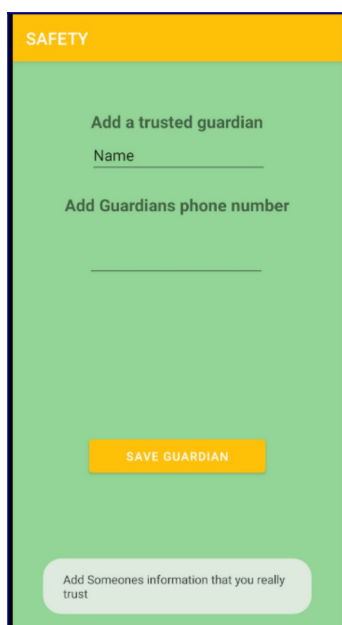 SAFETY
Add a trusted guardian
Name
Add Guardians phone number
SAVE GUARDIAN
Add Someones information that you really
trust